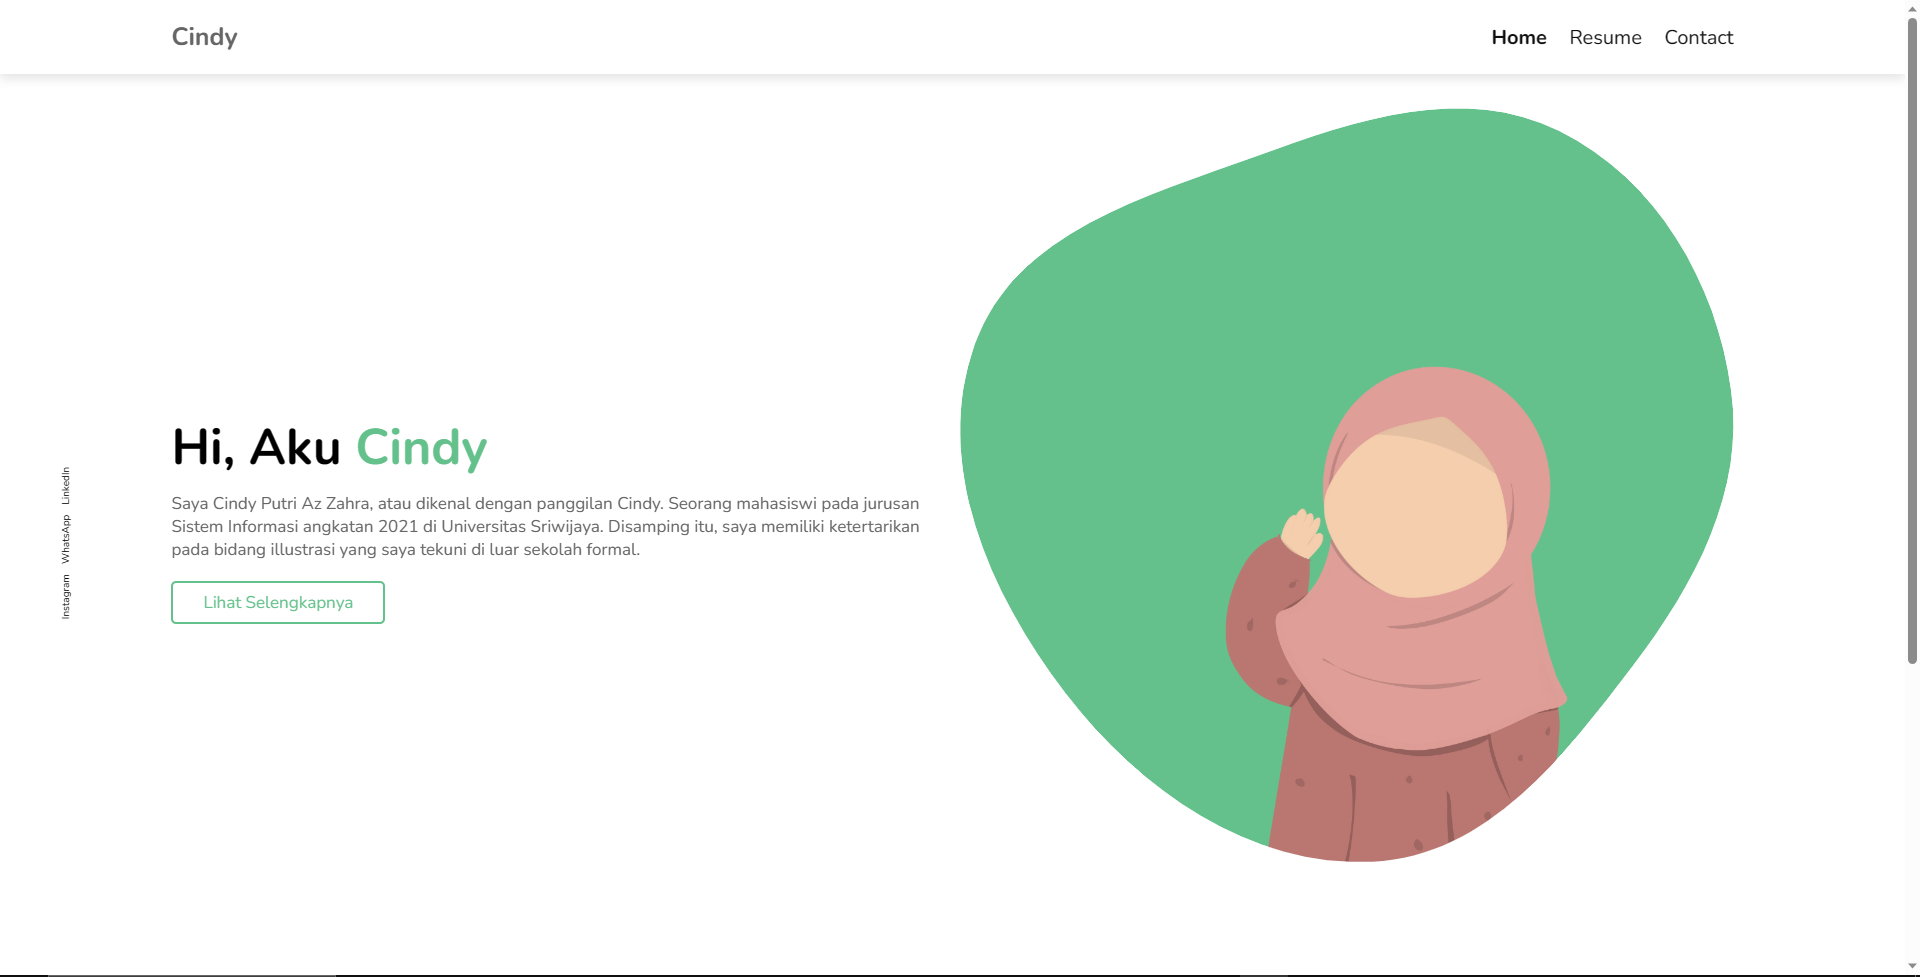 Cindy
Home Resume Contact
Hi, Aku Cindy
Saya Cindy Putri Az Zahra, atau dikenal dengan panggilan Cindy. Seorang mahasiswi pada jurusan
Sistem Informasi angkatan 2021 di Universitas Sriwijaya. Disamping itu, saya memiliki ketertarikan
pada bidang illustrasi yang saya tekuni di luar sekolah formal.
Lihat Selengkapnya
Instagram WhatsApp LinkedIn